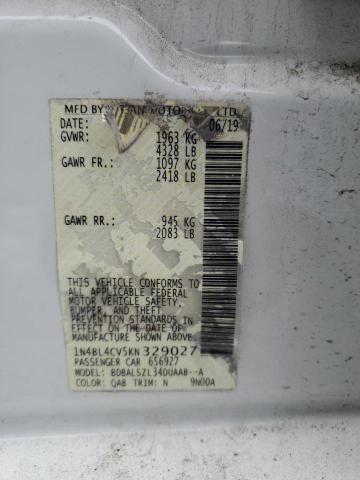 MFD BY NISSAN MOTOR CO., LTD.
DATE: 06/19
GVWR: 1963 KG
4328 LB
GAWR FR: 1097 KG
2418 LB
GAWR RR: 945 KG
2083 LB
THIS VEHICLE CONFORMS TO ALL
APPLICABLE FEDERAL MOTOR VEHICLE SAFETY,
BUMPER, AND THEFT PREVENTION
STANDARDS IN EFFECT ON THE DATE OF
MANUFACTURE SHOWN ABOVE.
1N4BL4CV5KN329027
PASSENGER CAR 656927
MODEL: BDBALSZL34DUAAB--A
COLOR: QAB TRIM: N 9N00A